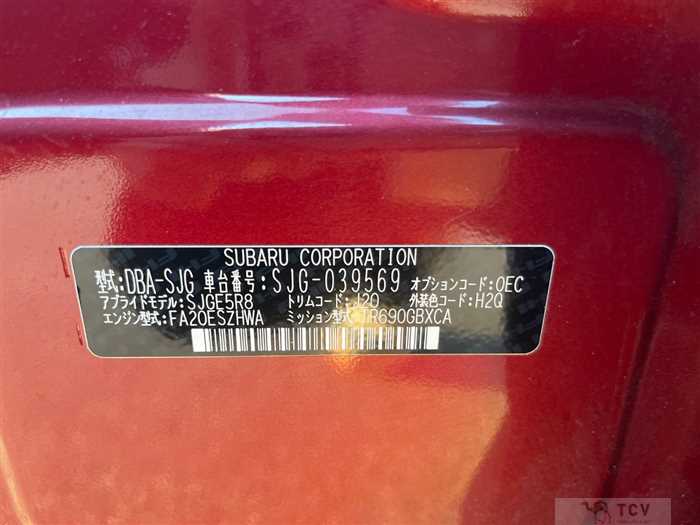 SUBARU CORPORATION
型式:DBA-SJG 車台番号:SJG-039569 オプションコード:OEC
アプライドモデル:SJGE5R8 トリムコード:J20 外装色コード:H2Q
エンジン型式:FA20ESZHWA ミッション型式:TR690GBXCA
TCV